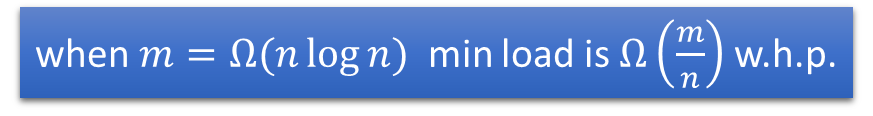 when m = Ω(n log n) min load is Ω(m/n) w.h.p.